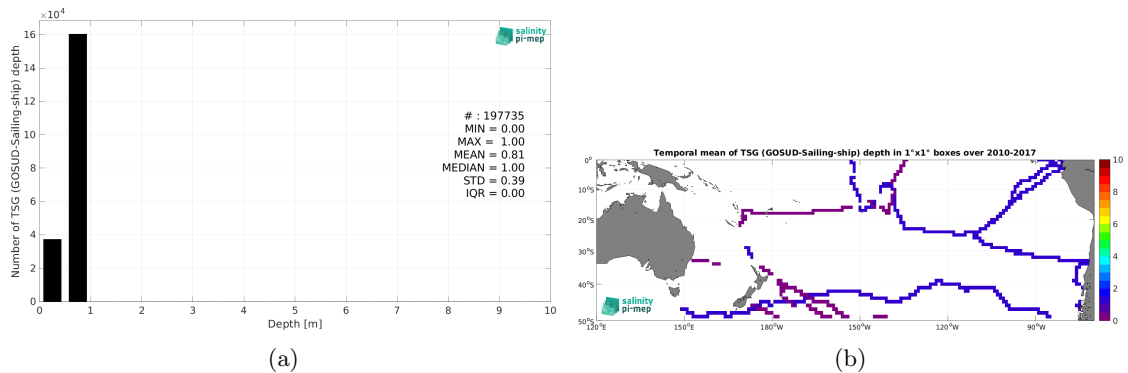 ×10⁴
16
14
12
10
8
6
4
2
0
Number of TSG (GOSUD-Sailing-ship) depth
salinity
pi-mep
# : 197735
MIN = 0.00
MAX = 1.00
MEAN = 0.81
MEDIAN = 1.00
STD = 0.39
IQR = 0.00
0 1 2 3 4 5 6 7 8 9 10
Depth [m]
(a)
Temporal mean of TSG (GOSUD-Sailing-ship) depth in 1°x1° boxes over 2010-2017
0°
10°S
20°S
30°S
40°S
50°S
salinity
pi-mep
120°E 150°E 180°W 150°W 120°W 90°W
10
8
6
4
2
0
(b)